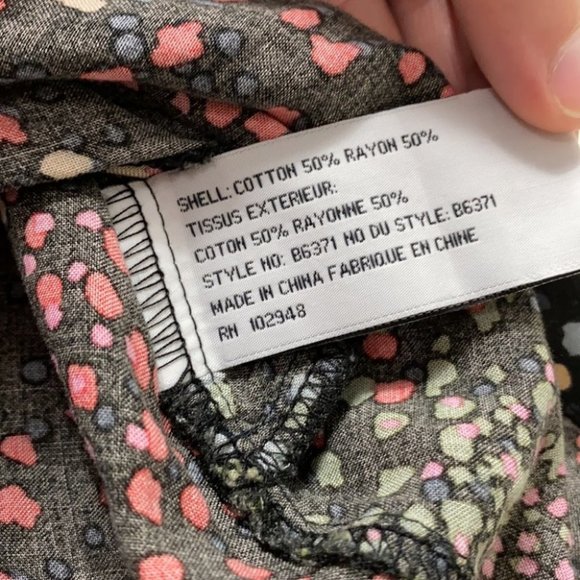 SHELL: COTTON 50% RAYON 50%
TISSUS EXTERIEUR:
COTON 50% RAYONNE 50%
STYLE NO: B6371 NO DU STYLE: B6371
MADE IN CHINA FABRIQUE EN CHINE
RN 102948